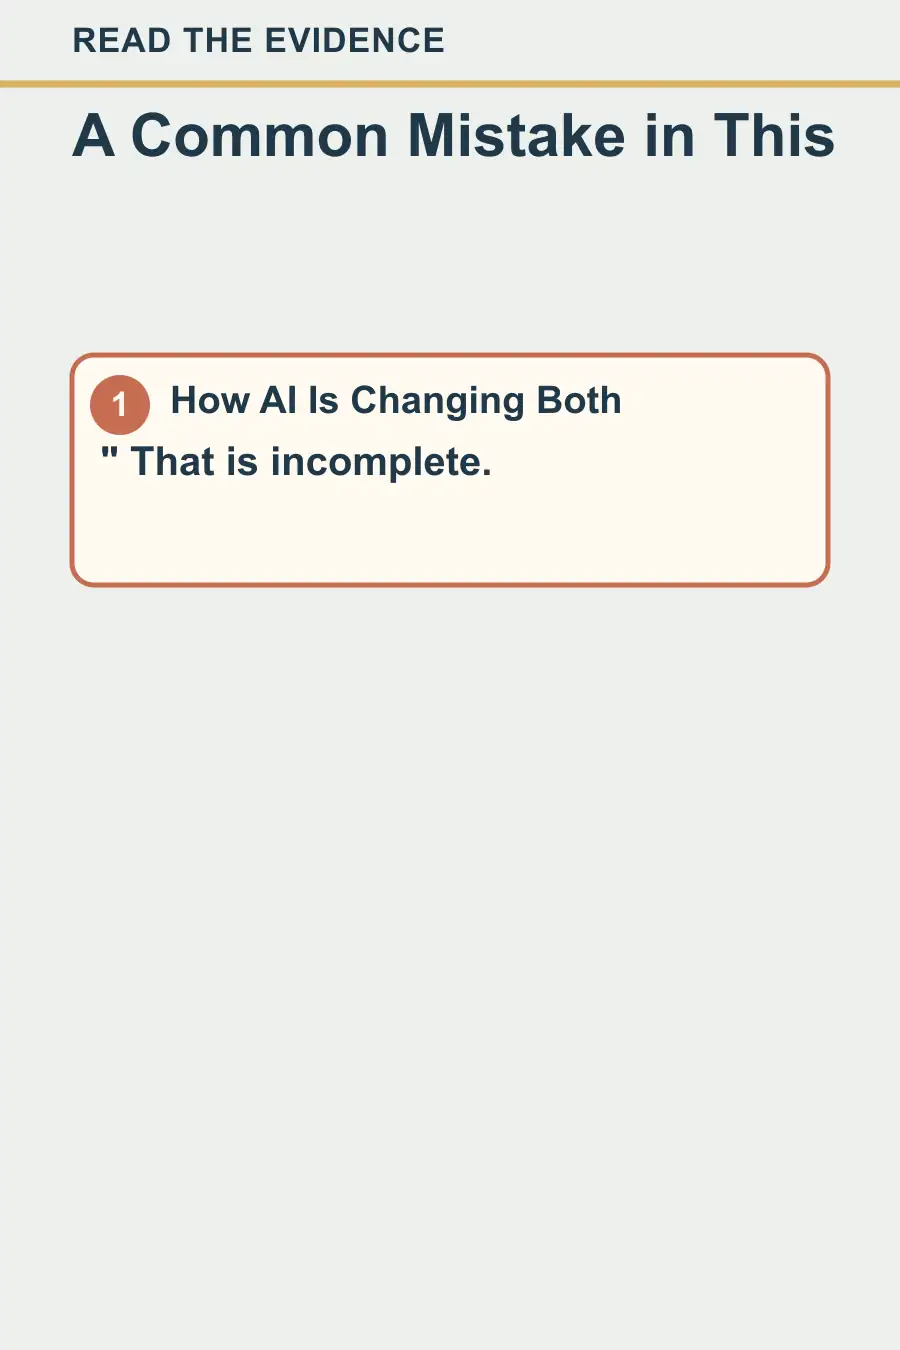 READ THE EVIDENCE
A Common Mistake in This
1 How AI Is Changing Both
" That is incomplete.